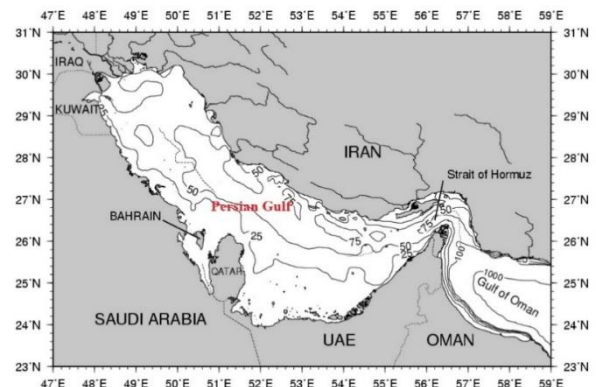 47˚E 48˚E 49˚E 50˚E 51˚E 52˚E 53˚E 54˚E 55˚E 56˚E 57˚E 58˚E 59˚E
31˚N 31˚N
IRAQ
30˚N 30˚N
KUWAIT
29˚N 29˚N
IRAN
28˚N 50 28˚N
Strait of Hormuz
50
27˚N Persian Gulf 27˚N
BAHRAIN 75 50
25 75
26˚N 50 26˚N
25 100
QATAR 1000
25˚N Gulf of Oman 25˚N
SAUDI ARABIA
24˚N 24˚N
UAE OMAN
23˚N 23˚N
47˚E 48˚E 49˚E 50˚E 51˚E 52˚E 53˚E 54˚E 55˚E 56˚E 57˚E 58˚E 59˚E